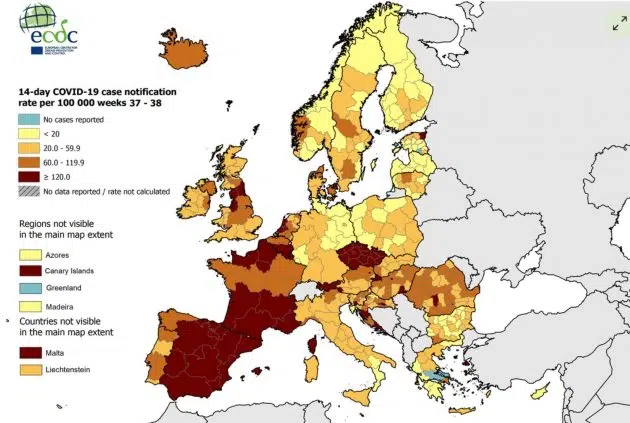 ecdc
EUROPEAN CENTRE FOR
DISEASE PREVENTION
AND CONTROL
14-day COVID-19 case notification
rate per 100 000 weeks 37 - 38
No cases reported
< 20
20.0 - 59.9
60.0 - 119.9
≥ 120.0
No data reported / rate not calculated
Regions not visible
in the main map extent
Azores
Canary Islands
Greenland
Madeira
Countries not visible
in the main map extent
Malta
Liechtenstein